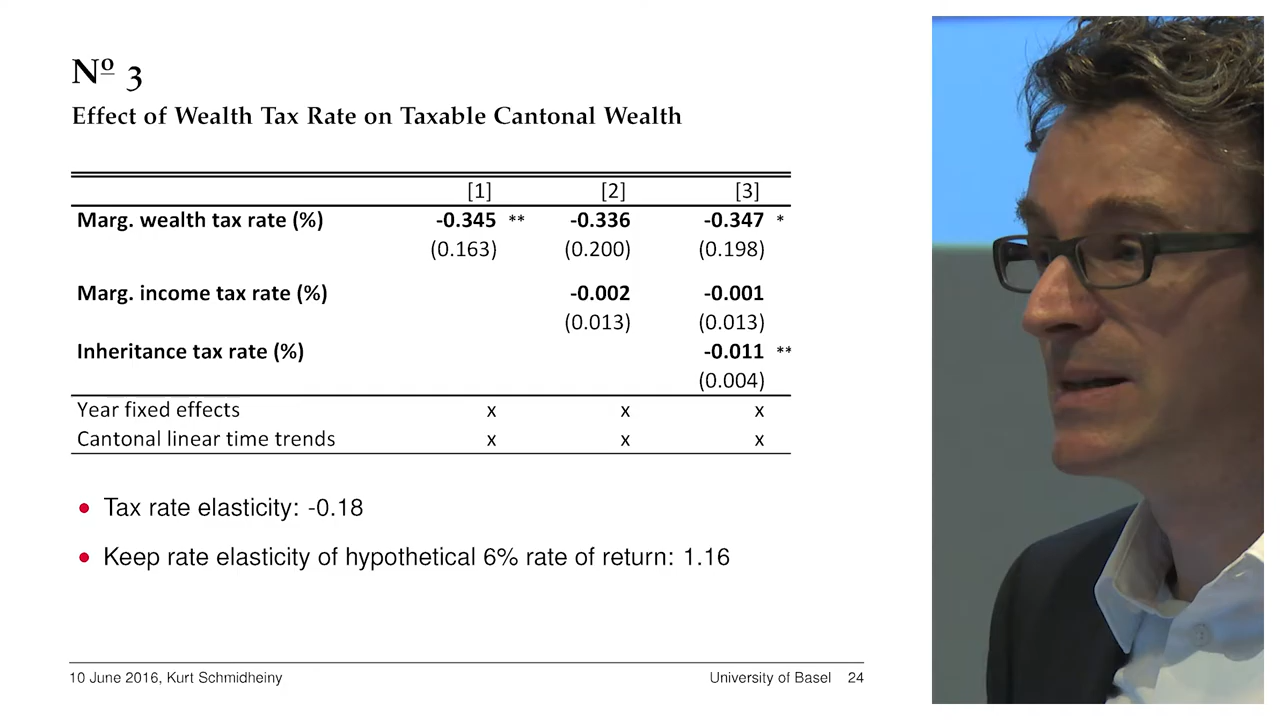 Nº 3
Effect of Wealth Tax Rate on Taxable Cantonal Wealth
[1] [2] [3]
Marg. wealth tax rate (%) -0.345 ** -0.336 -0.347 *
(0.163) (0.200) (0.198)
Marg. income tax rate (%) -0.002 -0.001
(0.013) (0.013)
Inheritance tax rate (%) -0.011 **
(0.004)
Year fixed effects x x x
Cantonal linear time trends x x x
• Tax rate elasticity: -0.18
• Keep rate elasticity of hypothetical 6% rate of return: 1.16
10 June 2016, Kurt Schmidheiny University of Basel 24